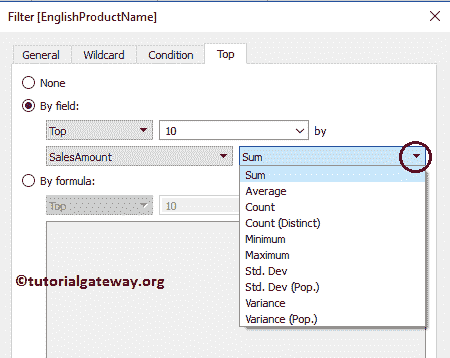 Filter [EnglishProductName]
General Wildcard Condition Top
None
By field:
Top 10 by
SalesAmount Sum
By formula:
Top 10
Sum
Average
Count
Count (Distinct)
Minimum
Maximum
Std. Dev
Std. Dev (Pop.)
Variance
Variance (Pop.)
©tutorialgateway.org